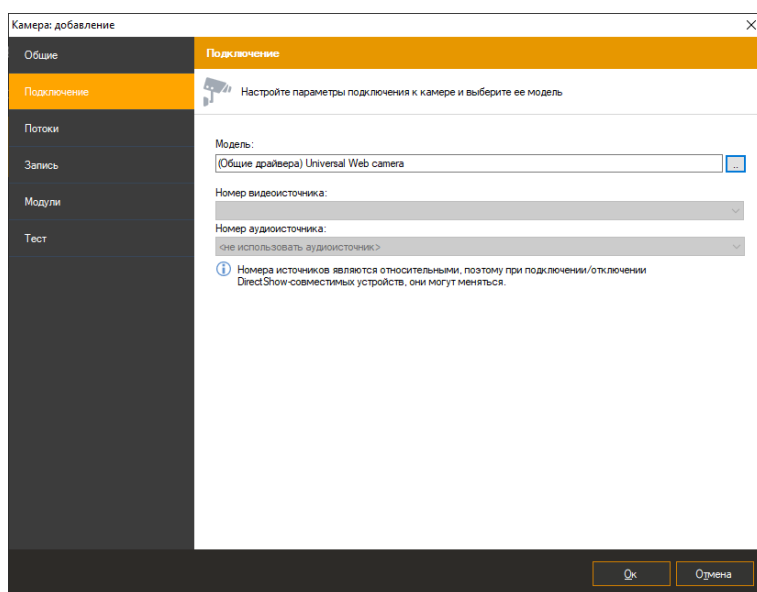 Камера: добавление
Общие
Подключение
Потоки
Запись
Модули
Тест
Подключение
Настройте параметры подключения к камере и выберите ее модель
Модель:
(Общие драйвера) Universal Web camera
..
Номер видеоисточника:
Номер аудиоисточника:
<не использовать аудиоисточник>
Номера источников являются относительными, поэтому при подключении/отключении
DirectShow-совместимых устройств, они могут меняться.
Ок
Отмена